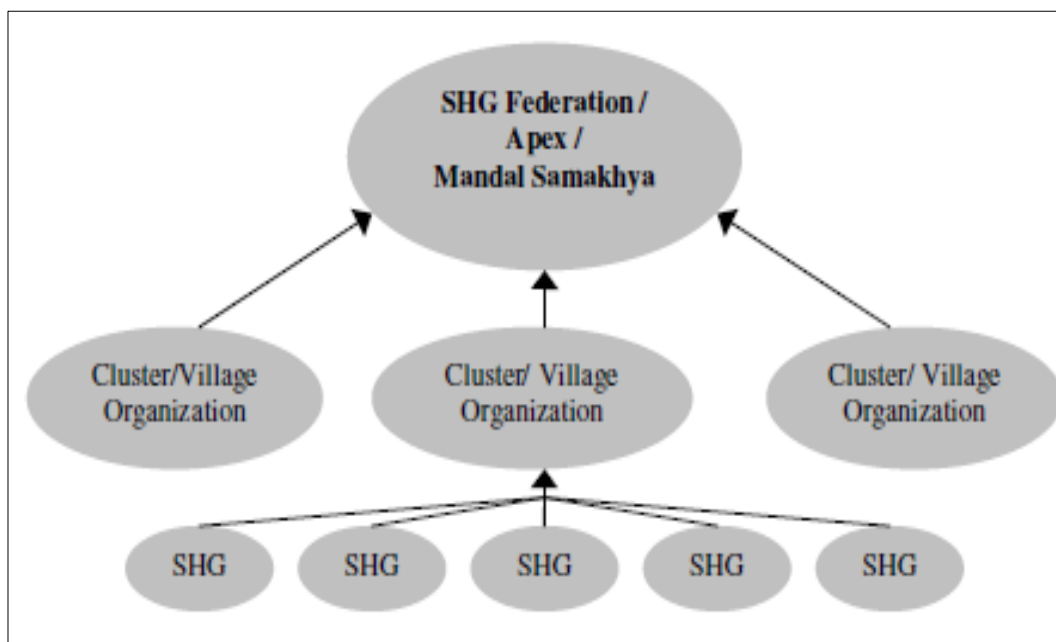 SHG Federation /
Apex /
Mandal Samakhya
Cluster/Village
Organization
Cluster/ Village
Organization
Cluster/ Village
Organization
SHG
SHG
SHG
SHG
SHG